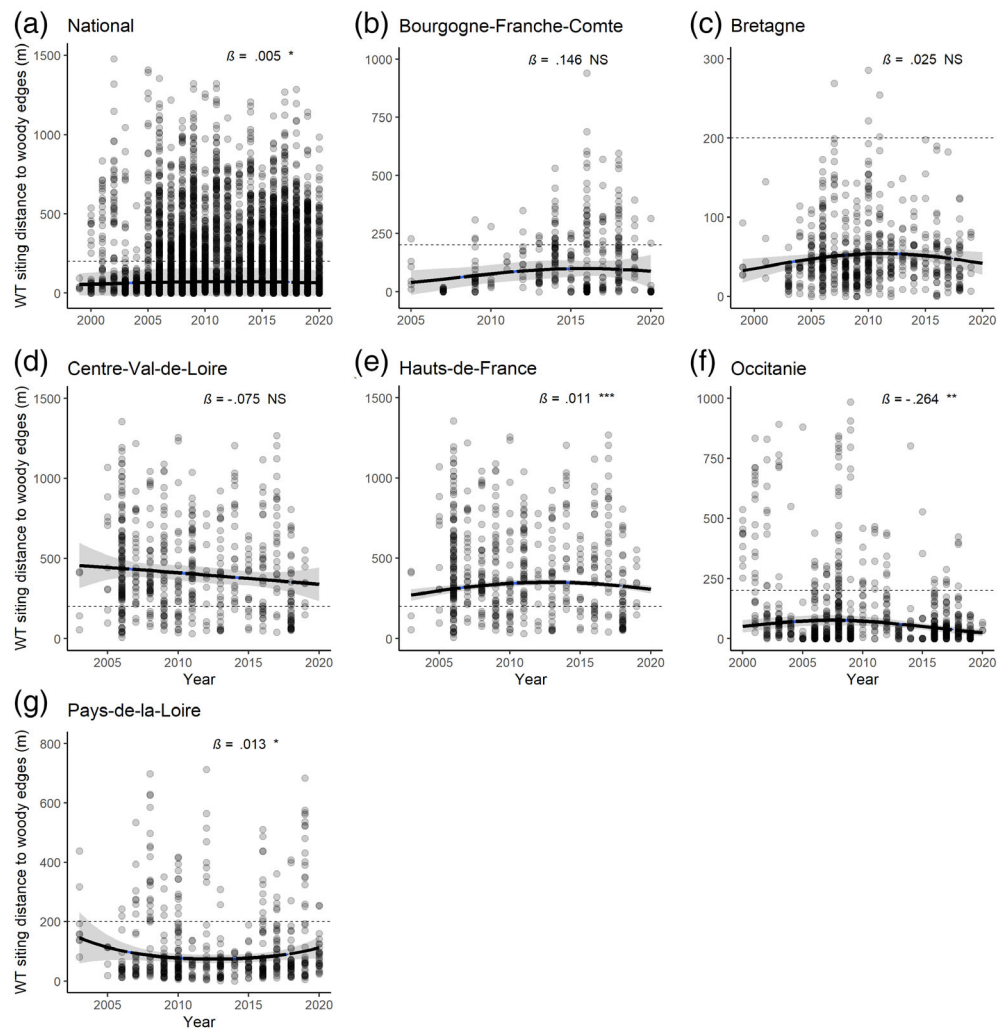 (a) National
ß = .005 *
WT siting distance to woody edges (m)
1500
1000
500
0
2000 2005 2010 2015 2020
(b) Bourgogne-Franche-Comte
ß = .146 NS
1000
750
500
250
0
2005 2010 2015 2020
(c) Bretagne
ß = .025 NS
300
200
100
0
2000 2005 2010 2015 2020
(d) Centre-Val-de-Loire
ß = -.075 NS
WT siting distance to woody edges (m)
1500
1000
500
0
2005 2010 2015 2020
Year
(e) Hauts-de-France
ß = .011 ***
1500
1000
500
0
2005 2010 2015 2020
Year
(f) Occitanie
ß = -.264 **
1000
750
500
250
0
2000 2005 2010 2015 2020
Year
(g) Pays-de-la-Loire
ß = .013 *
WT siting distance to woody edges (m)
800
600
400
200
0
2005 2010 2015 2020
Year